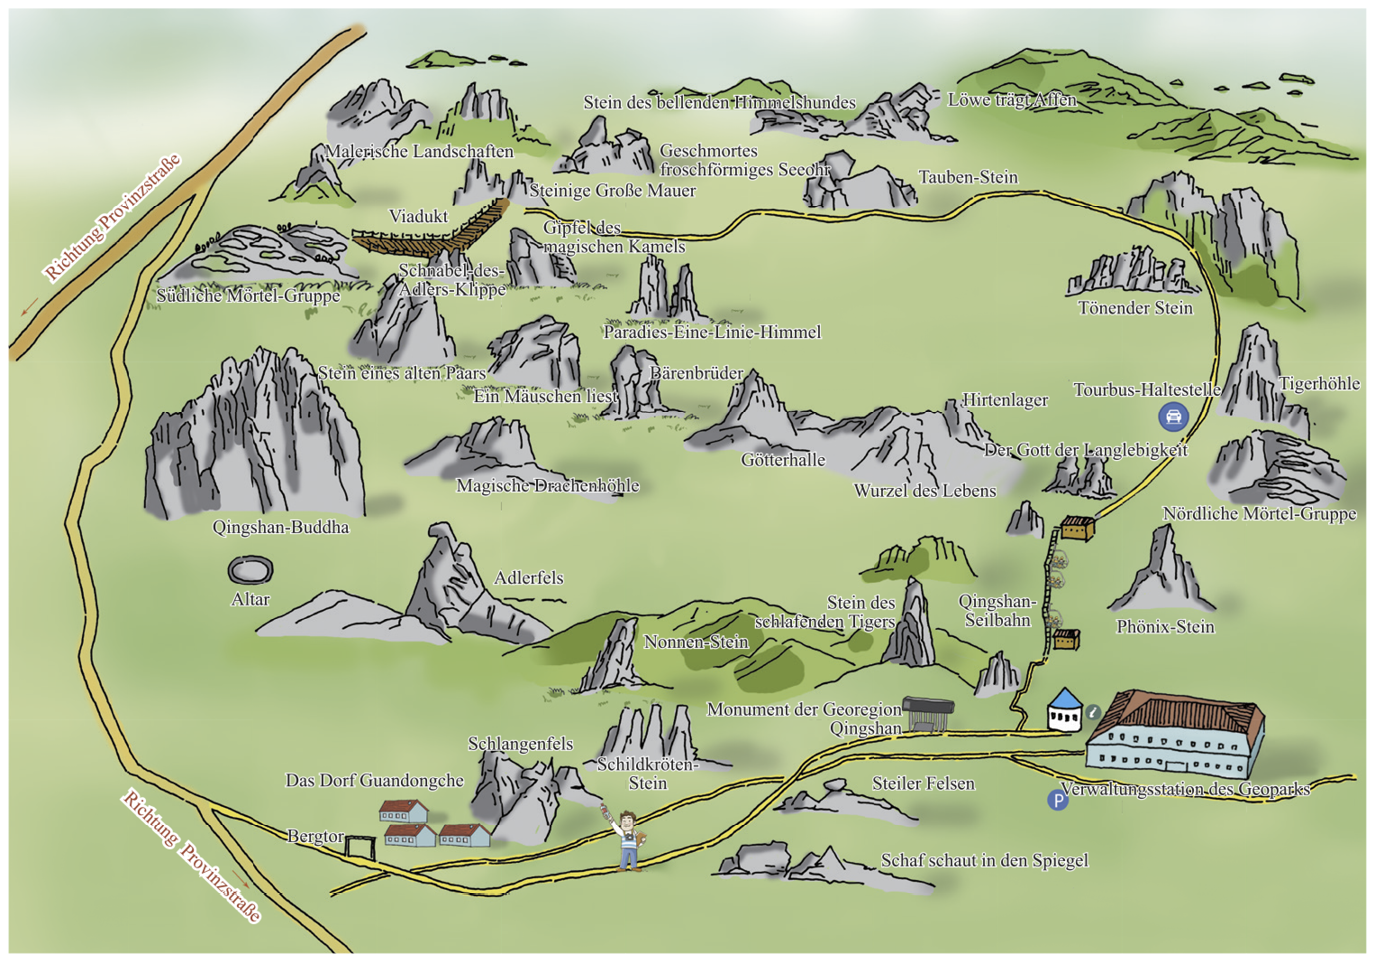 Stein des bellenden Himmelshundes
Löwe trägt Affen
Malerische Landschaften
Geschmortes
froschförmiges Seeohr
Tauben-Stein
Richtung Provinzstraße
Steinige Große Mauer
Viadukt
Gipfel des
magischen Kamels
Schnabel-des-
Adlers-Klippe
Südliche Mörtel-Gruppe
Tönender Stein
Paradies-Eine-Linie-Himmel
Stein eines alten Paars
Bärenbrüder
Ein Mäuschen liest
Tourbus-Haltestelle
Tigerhöhle
Hirtenlager
Götterhalle
Der Gott der Langlebigkeit
Magische Drachenhöhle
Wurzel des Lebens
Nördliche Mörtel-Gruppe
Qingshan-Buddha
Adlerfels
Altar
Stein des
schlafenden Tigers
Qingshan-
Seilbahn
Phönix-Stein
Nonnen-Stein
Monument der Georegion
Qingshan
i
Schlangenfels
Schildkröten-
Stein
Das Dorf Guandongche
Steiler Felsen
P
Verwaltungsstation des Geoparks
Richtung Provinzstraße
Bergtor
Schaf schaut in den Spiegel